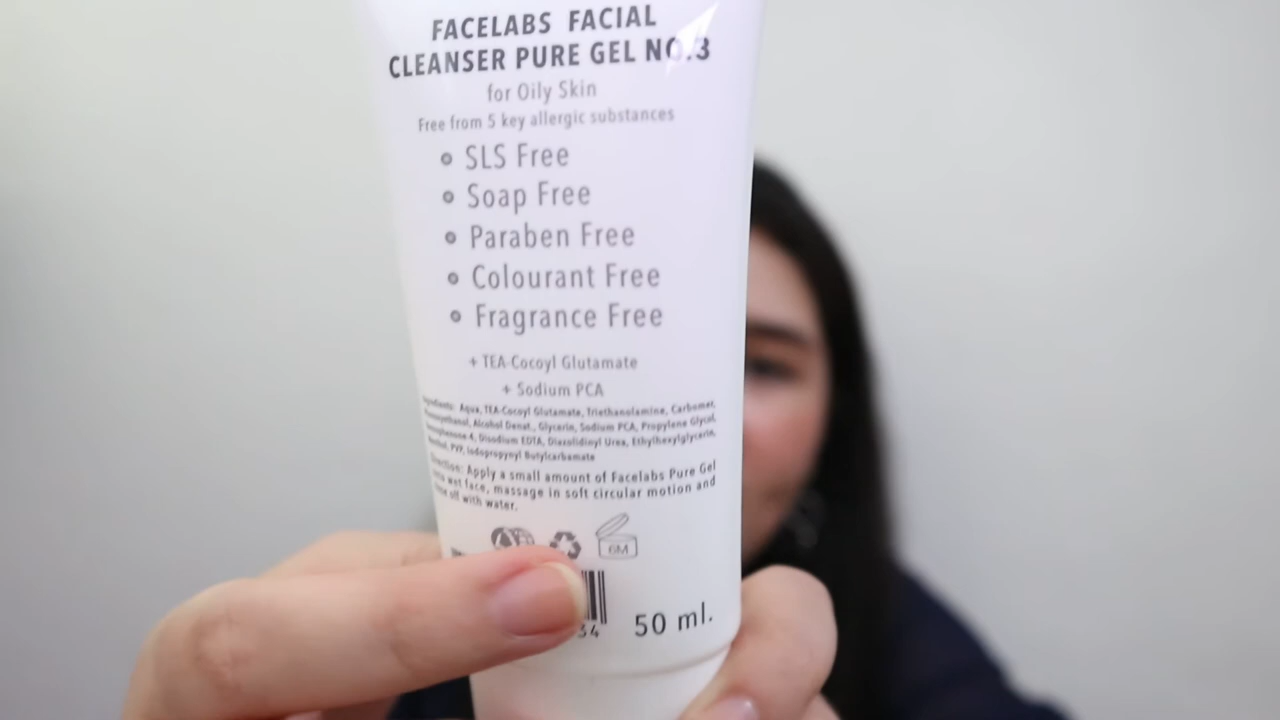 FACELABS FACIAL
CLEANSER PURE GEL NO.3
for Oily Skin
Free from 5 key allergic substances
SLS Free
Soap Free
Paraben Free
Colourant Free
Fragrance Free
+ TEA-Cocoyl Glutamate
+ Sodium PCA
Aqua, TEA-Cocoyl Glutamate, Triethanolamine, Carbomer,
Alcohol Denat., Glycerin, Sodium PCA, Propylene Glycol,
Disodium EDTA, Diazolidinyl Urea, Ethylhexylglycerin,
PVP, Iodopropynyl Butylcarbamate
Apply a small amount of Facelabs Pure Gel
wet face, massage in soft circular motion and
off with water.
6M
34
50 ml.